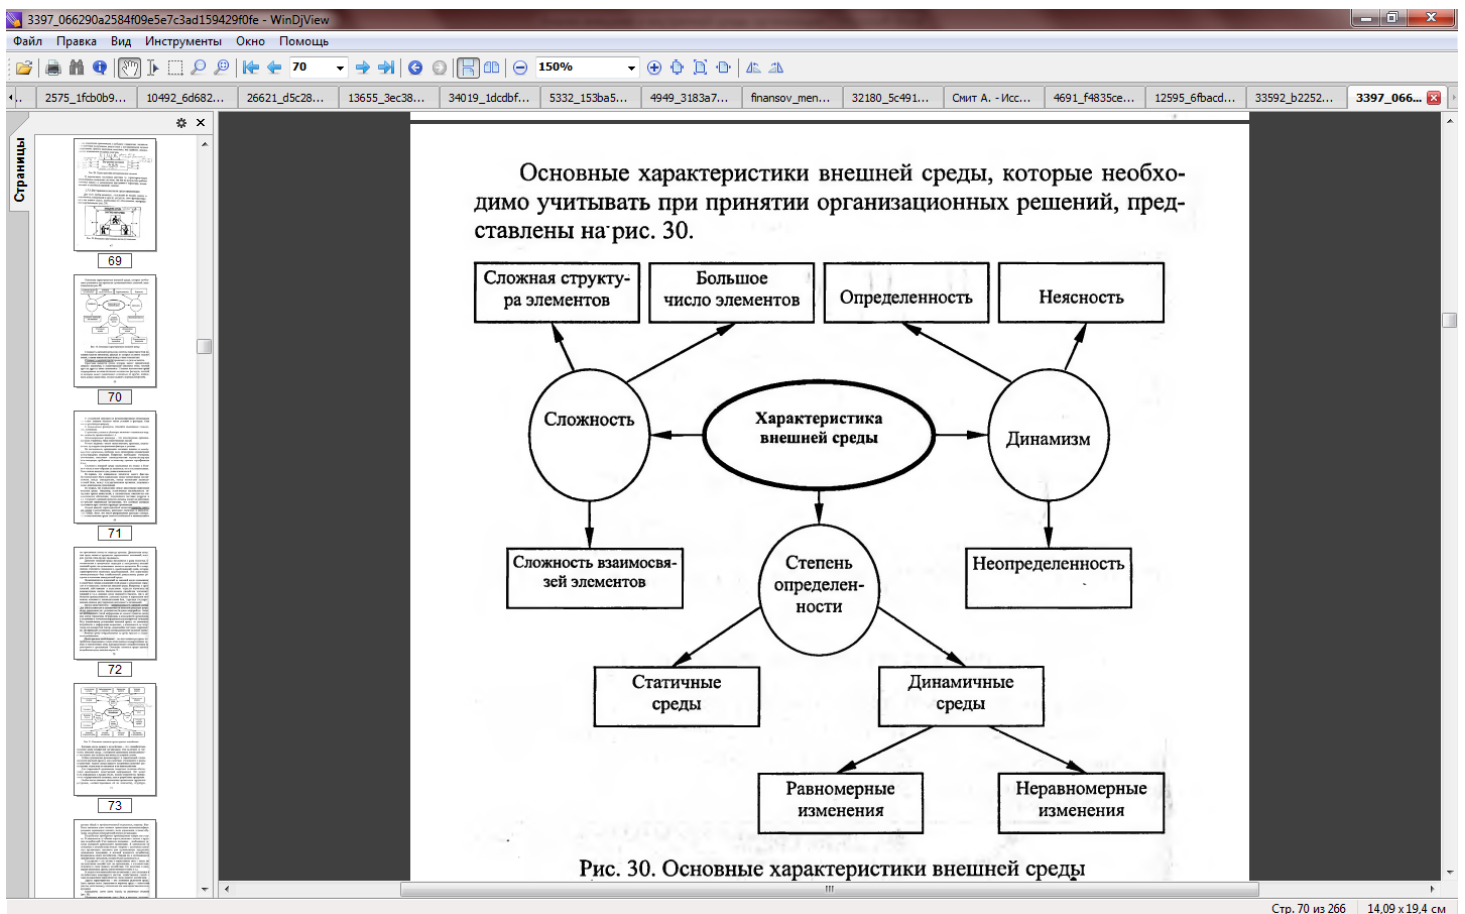 3397_066290a2584f09e5e7c3ad159429f0fe - WinDjView
Файл Правка Вид Инструменты Окно Помощь
70 150%
2575_1fcb0b9... 10492_6d682... 26621_d5c28... 13655_3ec38... 34019_1dcdbf... 5332_153ba5... 4949_3183a7... finansov_men... 32180_5c491... Смит А. - Исс... 4691_f4835ce... 12595_6fbacd... 33592_b2252... 3397_066...
Страницы
69
70
71
72
73
Основные характеристики внешней среды, которые необхо-
димо учитывать при принятии организационных решений, пред-
ставлены на рис. 30.
Сложная структу-
ра элементов
Большое
число элементов
Определенность
Неясность
Сложность
Характеристика
внешней среды
Динамизм
Сложность взаимосвя-
зей элементов
Степень
определен-
ности
Неопределенность
Статичные
среды
Динамичные
среды
Равномерные
изменения
Неравномерные
изменения
Рис. 30. Основные характеристики внешней среды
Стр. 70 из 266 14,09 x 19,4 см